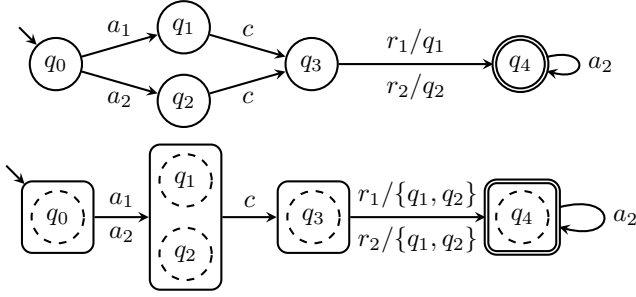 q₁
a₁ c r₁/q₁
q₀ q₃ q₄ a₂
a₂ c r₂/q₂
q₂
q₁
a₁ c r₁/{q₁, q₂}
q₀ q₃ q₄ a₂
a₂ r₂/{q₁, q₂}
q₂